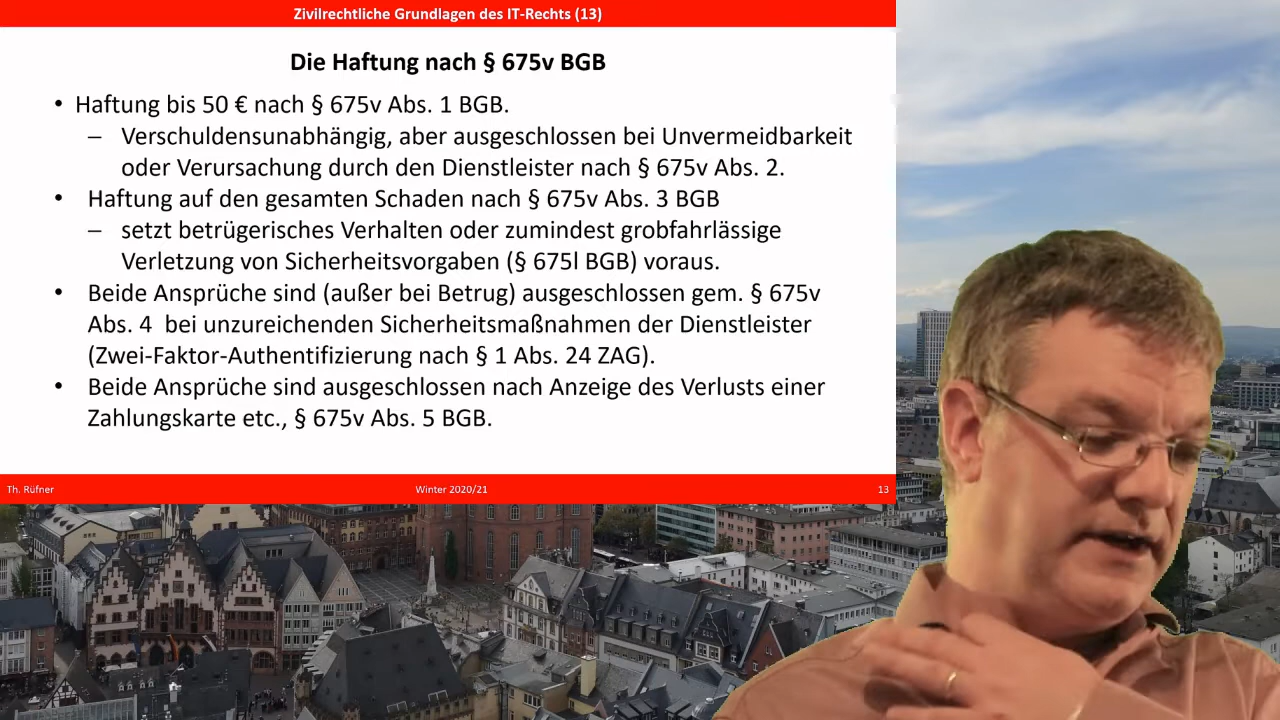 Zivilrechtliche Grundlagen des IT-Rechts (13)
Die Haftung nach § 675v BGB
• Haftung bis 50 € nach § 675v Abs. 1 BGB.
– Verschuldensunabhängig, aber ausgeschlossen bei Unvermeidbarkeit
oder Verursachung durch den Dienstleister nach § 675v Abs. 2.
• Haftung auf den gesamten Schaden nach § 675v Abs. 3 BGB
– setzt betrügerisches Verhalten oder zumindest grobfahrlässige
Verletzung von Sicherheitsvorgaben (§ 675l BGB) voraus.
• Beide Ansprüche sind (außer bei Betrug) ausgeschlossen gem. § 675v
Abs. 4 bei unzureichenden Sicherheitsmaßnahmen der Dienstleister
(Zwei-Faktor-Authentifizierung nach § 1 Abs. 24 ZAG).
• Beide Ansprüche sind ausgeschlossen nach Anzeige des Verlusts einer
Zahlungskarte etc., § 675v Abs. 5 BGB.
Th. Rüfner Winter 2020/21 13